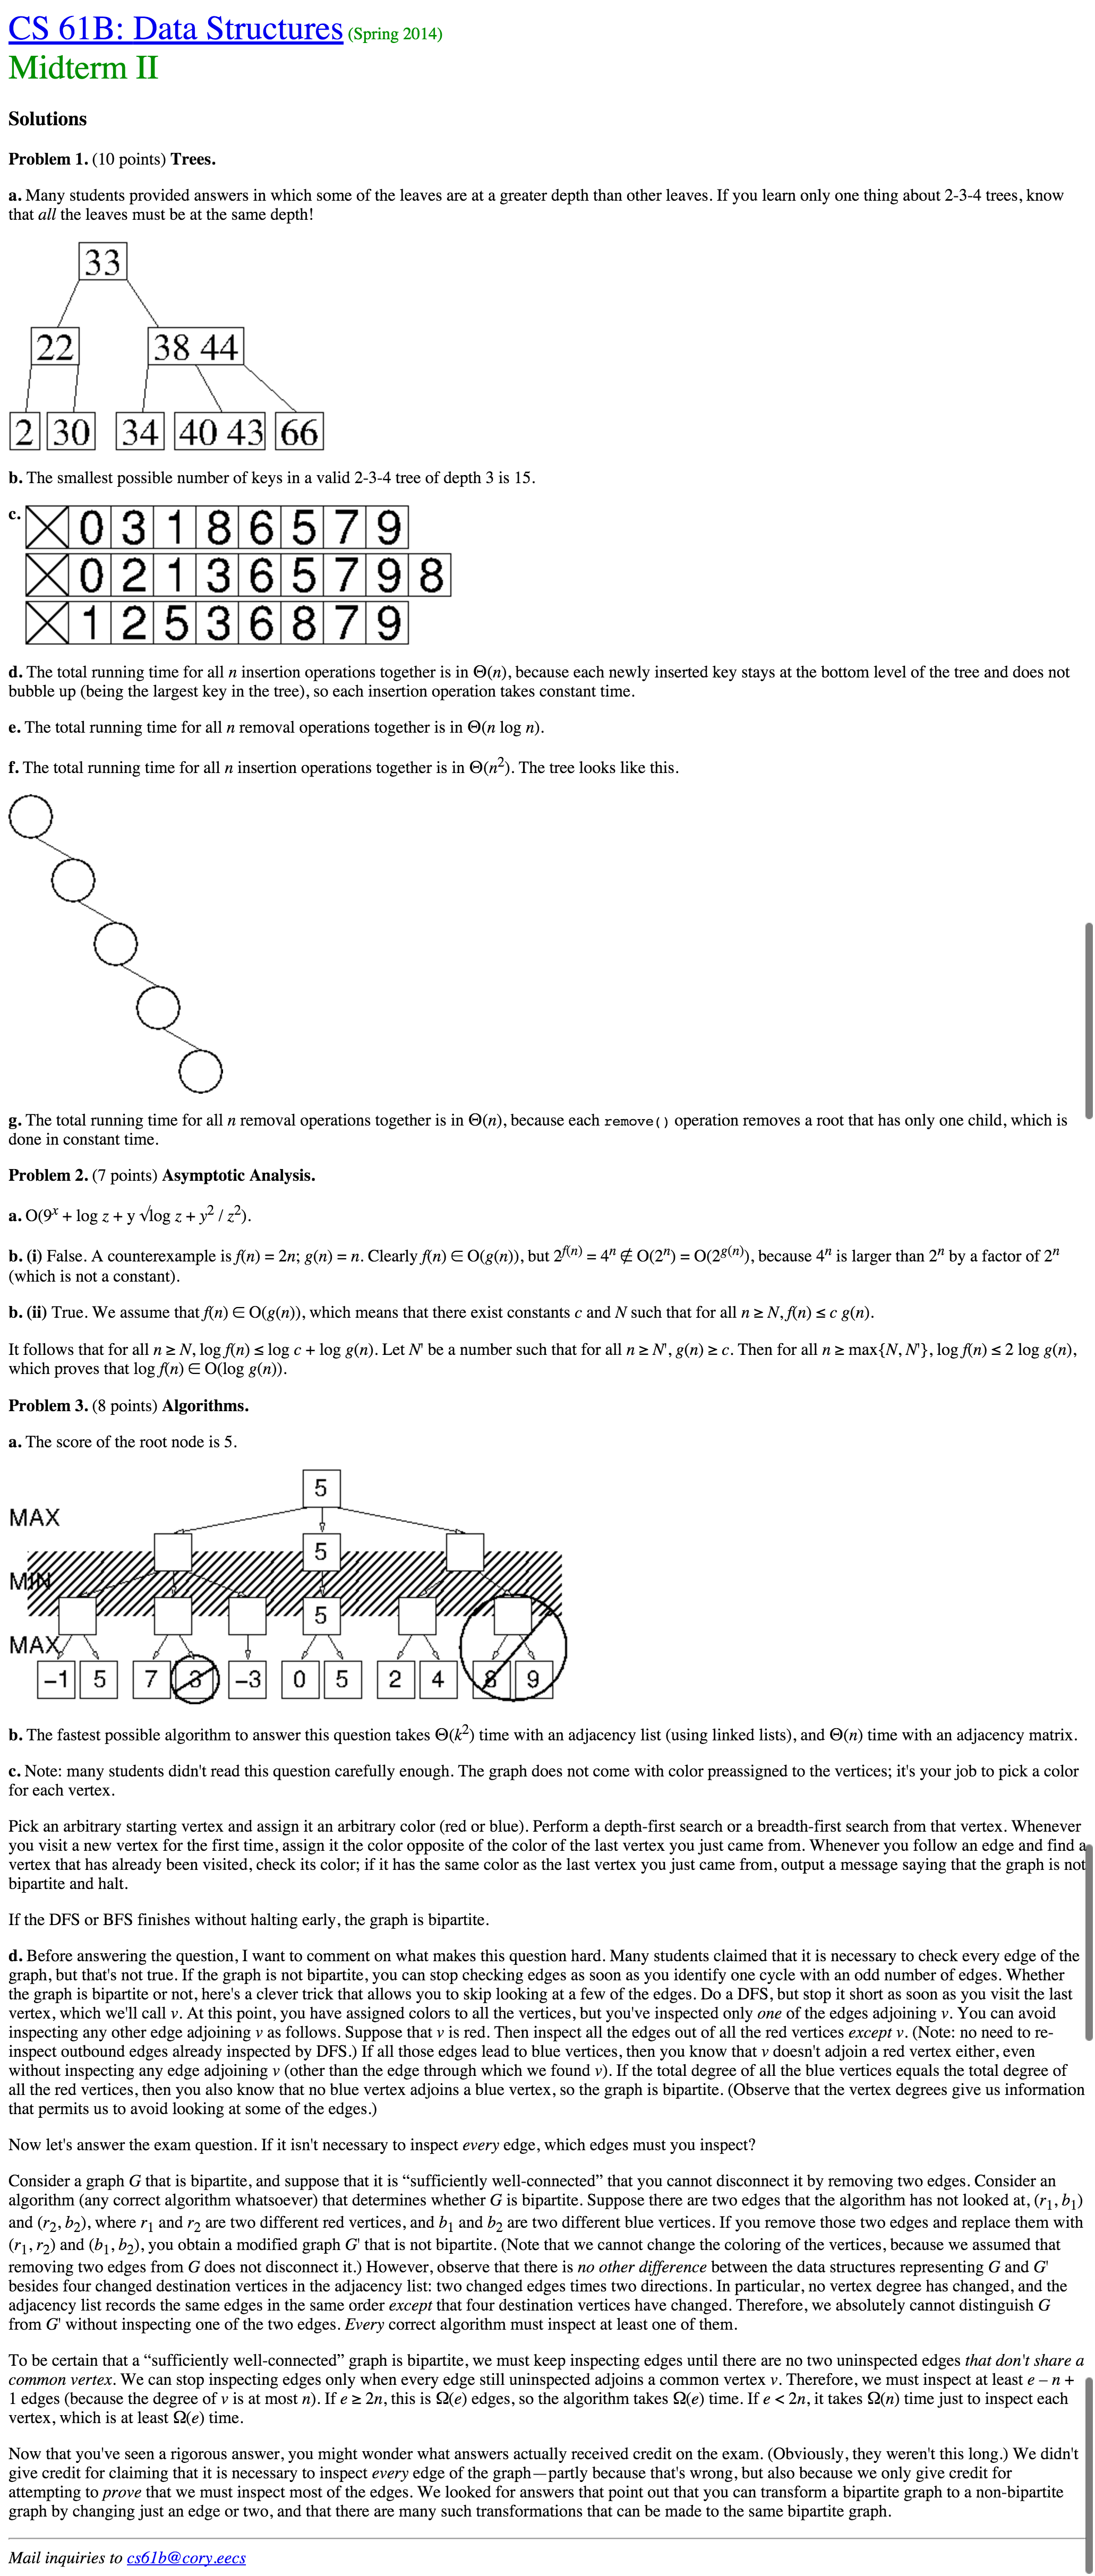 CS 61B: Data Structures (Spring 2014)
Midterm II
Solutions
Problem 1. (10 points) Trees.
a. Many students provided answers in which some of the leaves are at a greater depth than other leaves. If you learn only one thing about 2-3-4 trees, know
that all the leaves must be at the same depth!
33
22 38 44
2 30 34 40 43 66
b. The smallest possible number of keys in a valid 2-3-4 tree of depth 3 is 15.
c. 0 3 1 8 6 5 7 9
0 2 1 3 6 5 7 9 8
1 2 5 3 6 8 7 9
d. The total running time for all n insertion operations together is in Θ(n), because each newly inserted key stays at the bottom level of the tree and does not
bubble up (being the largest key in the tree), so each insertion operation takes constant time.
e. The total running time for all n removal operations together is in Θ(n log n).
f. The total running time for all n insertion operations together is in Θ(n²). The tree looks like this.
g. The total running time for all n removal operations together is in Θ(n), because each remove() operation removes a root that has only one child, which is
done in constant time.
Problem 2. (7 points) Asymptotic Analysis.
a. O(9ˣ + log z + y √log z + y² / z²).
b. (i) False. A counterexample is f(n) = 2n; g(n) = n. Clearly f(n) ∈ O(g(n)), but 2^f(n) = 4ⁿ ∉ O(2ⁿ) = O(2^g(n)), because 4ⁿ is larger than 2ⁿ by a factor of 2ⁿ
(which is not a constant).
b. (ii) True. We assume that f(n) ∈ O(g(n)), which means that there exist constants c and N such that for all n ≥ N, f(n) ≤ c g(n).
It follows that for all n ≥ N, log f(n) ≤ log c + log g(n). Let N' be a number such that for all n ≥ N', g(n) ≥ c. Then for all n ≥ max{N, N'}, log f(n) ≤ 2 log g(n),
which proves that log f(n) ∈ O(log g(n)).
Problem 3. (8 points) Algorithms.
a. The score of the root node is 5.
5
MAX
5
MIN
5
MAX
−1 5 7 3 −3 0 5 2 4 8 9
b. The fastest possible algorithm to answer this question takes Θ(k²) time with an adjacency list (using linked lists), and Θ(n) time with an adjacency matrix.
c. Note: many students didn't read this question carefully enough. The graph does not come with color preassigned to the vertices; it's your job to pick a color
for each vertex.
Pick an arbitrary starting vertex and assign it an arbitrary color (red or blue). Perform a depth-first search or a breadth-first search from that vertex. Whenever
you visit a new vertex for the first time, assign it the color opposite of the color of the last vertex you just came from. Whenever you follow an edge and find a
vertex that has already been visited, check its color; if it has the same color as the last vertex you just came from, output a message saying that the graph is not
bipartite and halt.
If the DFS or BFS finishes without halting early, the graph is bipartite.
d. Before answering the question, I want to comment on what makes this question hard. Many students claimed that it is necessary to check every edge of the
graph, but that's not true. If the graph is not bipartite, you can stop checking edges as soon as you identify one cycle with an odd number of edges. Whether
the graph is bipartite or not, here's a clever trick that allows you to skip looking at a few of the edges. Do a DFS, but stop it short as soon as you visit the last
vertex, which we'll call v. At this point, you have assigned colors to all the vertices, but you've inspected only one of the edges adjoining v. You can avoid
inspecting any other edge adjoining v as follows. Suppose that v is red. Then inspect all the edges out of all the red vertices except v. (Note: no need to re-
inspect outbound edges already inspected by DFS.) If all those edges lead to blue vertices, then you know that v doesn't adjoin a red vertex either, even
without inspecting any edge adjoining v (other than the edge through which we found v). If the total degree of all the blue vertices equals the total degree of
all the red vertices, then you also know that no blue vertex adjoins a blue vertex, so the graph is bipartite. (Observe that the vertex degrees give us information
that permits us to avoid looking at some of the edges.)
Now let's answer the exam question. If it isn't necessary to inspect every edge, which edges must you inspect?
Consider a graph G that is bipartite, and suppose that it is “sufficiently well-connected” that you cannot disconnect it by removing two edges. Consider an
algorithm (any correct algorithm whatsoever) that determines whether G is bipartite. Suppose there are two edges that the algorithm has not looked at, (r₁, b₁)
and (r₂, b₂), where r₁ and r₂ are two different red vertices, and b₁ and b₂ are two different blue vertices. If you remove those two edges and replace them with
(r₁, r₂) and (b₁, b₂), you obtain a modified graph G' that is not bipartite. (Note that we cannot change the coloring of the vertices, because we assumed that
removing two edges from G does not disconnect it.) However, observe that there is no other difference between the data structures representing G and G'
besides four changed destination vertices in the adjacency list: two changed edges times two directions. In particular, no vertex degree has changed, and the
adjacency list records the same edges in the same order except that four destination vertices have changed. Therefore, we absolutely cannot distinguish G
from G' without inspecting one of the two edges. Every correct algorithm must inspect at least one of them.
To be certain that a “sufficiently well-connected” graph is bipartite, we must keep inspecting edges until there are no two uninspected edges that don't share a
common vertex. We can stop inspecting edges only when every edge still uninspected adjoins a common vertex v. Therefore, we must inspect at least e – n +
1 edges (because the degree of v is at most n). If e ≥ 2n, this is Ω(e) edges, so the algorithm takes Ω(e) time. If e < 2n, it takes Ω(n) time just to inspect each
vertex, which is at least Ω(e) time.
Now that you've seen a rigorous answer, you might wonder what answers actually received credit on the exam. (Obviously, they weren't this long.) We didn't
give credit for claiming that it is necessary to inspect every edge of the graph—partly because that's wrong, but also because we only give credit for
attempting to prove that we must inspect most of the edges. We looked for answers that point out that you can transform a bipartite graph to a non-bipartite
graph by changing just an edge or two, and that there are many such transformations that can be made to the same bipartite graph.
Mail inquiries to cs61b@cory.eecs